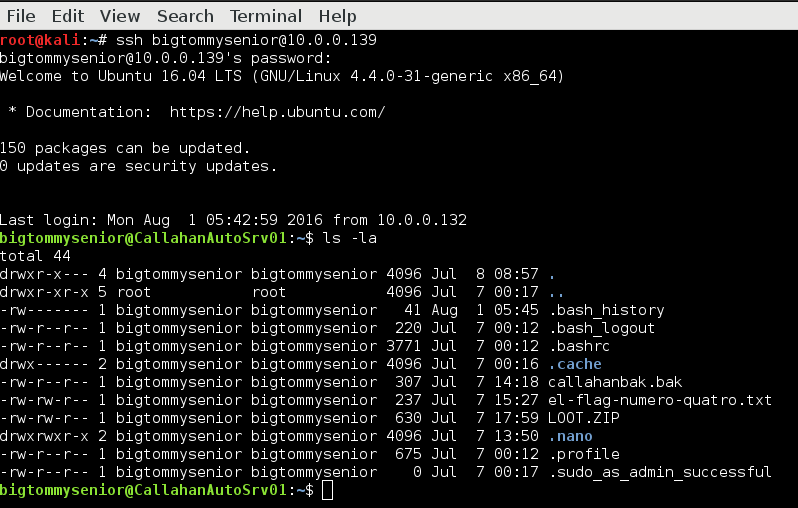 File Edit View Search Terminal Help
root@kali:~# ssh bigtommysenior@10.0.0.139
bigtommysenior@10.0.0.139's password:
Welcome to Ubuntu 16.04 LTS (GNU/Linux 4.4.0-31-generic x86_64)
 * Documentation:  https://help.ubuntu.com/
150 packages can be updated.
0 updates are security updates.
Last login: Mon Aug  1 05:42:59 2016 from 10.0.0.132
bigtommysenior@CallahanAutoSrv01:~$ ls -la
total 44
drwxr-x--- 4 bigtommysenior bigtommysenior 4096 Jul  8 08:57 .
drwxr-xr-x 5 root           root           4096 Jul  7 00:17 ..
-rw------- 1 bigtommysenior bigtommysenior   41 Aug  1 05:45 .bash_history
-rw-r--r-- 1 bigtommysenior bigtommysenior  220 Jul  7 00:12 .bash_logout
-rw-r--r-- 1 bigtommysenior bigtommysenior 3771 Jul  7 00:12 .bashrc
drwx------ 2 bigtommysenior bigtommysenior 4096 Jul  7 00:16 .cache
-rw-r--r-- 1 bigtommysenior bigtommysenior  307 Jul  7 14:18 callahanbak.bak
-rw-rw-r-- 1 bigtommysenior bigtommysenior  237 Jul  7 15:27 el-flag-numero-quatro.txt
-rw-rw-r-- 1 bigtommysenior bigtommysenior  630 Jul  7 17:59 LOOT.ZIP
drwxrwxr-x 2 bigtommysenior bigtommysenior 4096 Jul  7 13:50 .nano
-rw-r--r-- 1 bigtommysenior bigtommysenior  675 Jul  7 00:12 .profile
-rw-r--r-- 1 bigtommysenior bigtommysenior    0 Jul  7 00:17 .sudo_as_admin_successful
bigtommysenior@CallahanAutoSrv01:~$